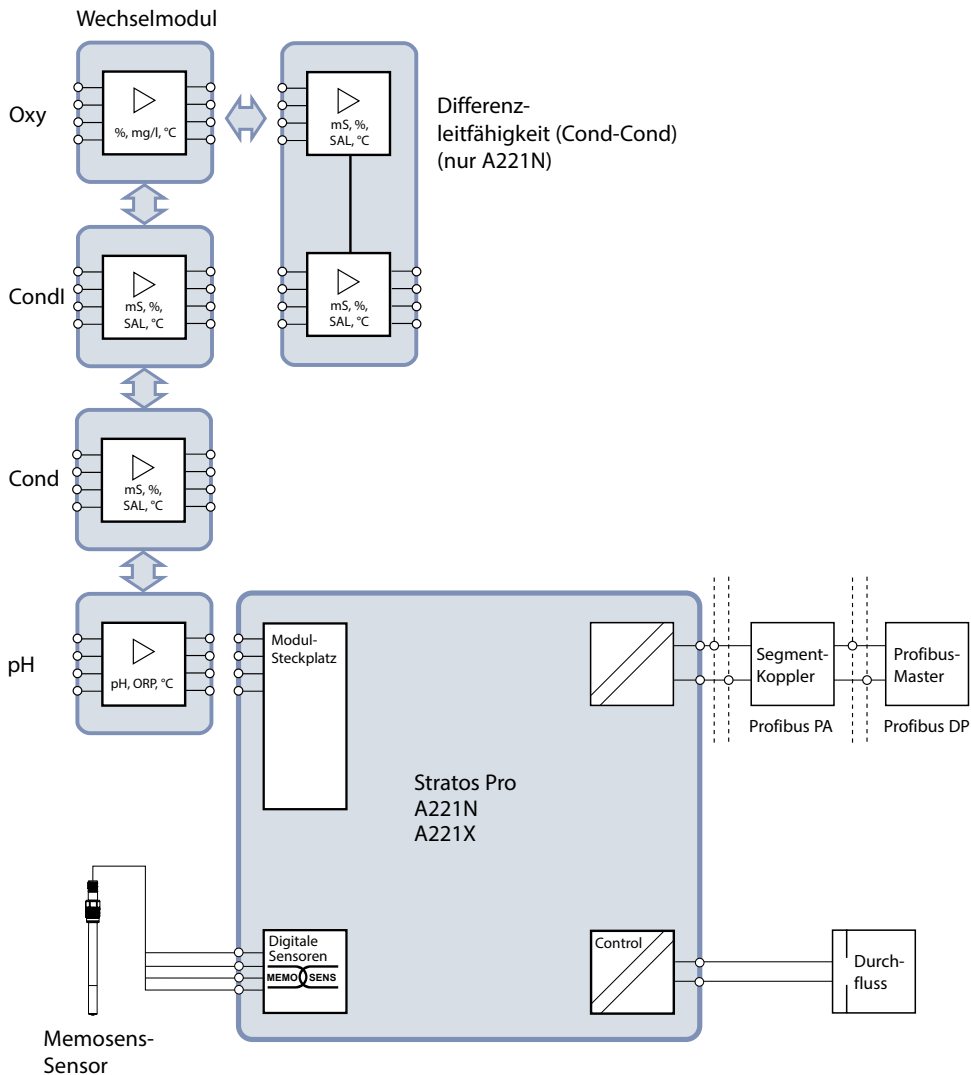 Wechselmodul
Oxy
%, mg/l, °C
mS, %,
SAL, °C
Differenz-
leitfähigkeit (Cond-Cond)
(nur A221N)
CondI
mS, %,
SAL, °C
mS, %,
SAL, °C
Cond
mS, %,
SAL, °C
pH
pH, ORP, °C
Modul-
Steckplatz
Segment-
Koppler
Profibus-
Master
Profibus PA
Profibus DP
Stratos Pro
A221N
A221X
Digitale
Sensoren
MEMO SENS
Control
Durch-
fluss
Memosens-
Sensor